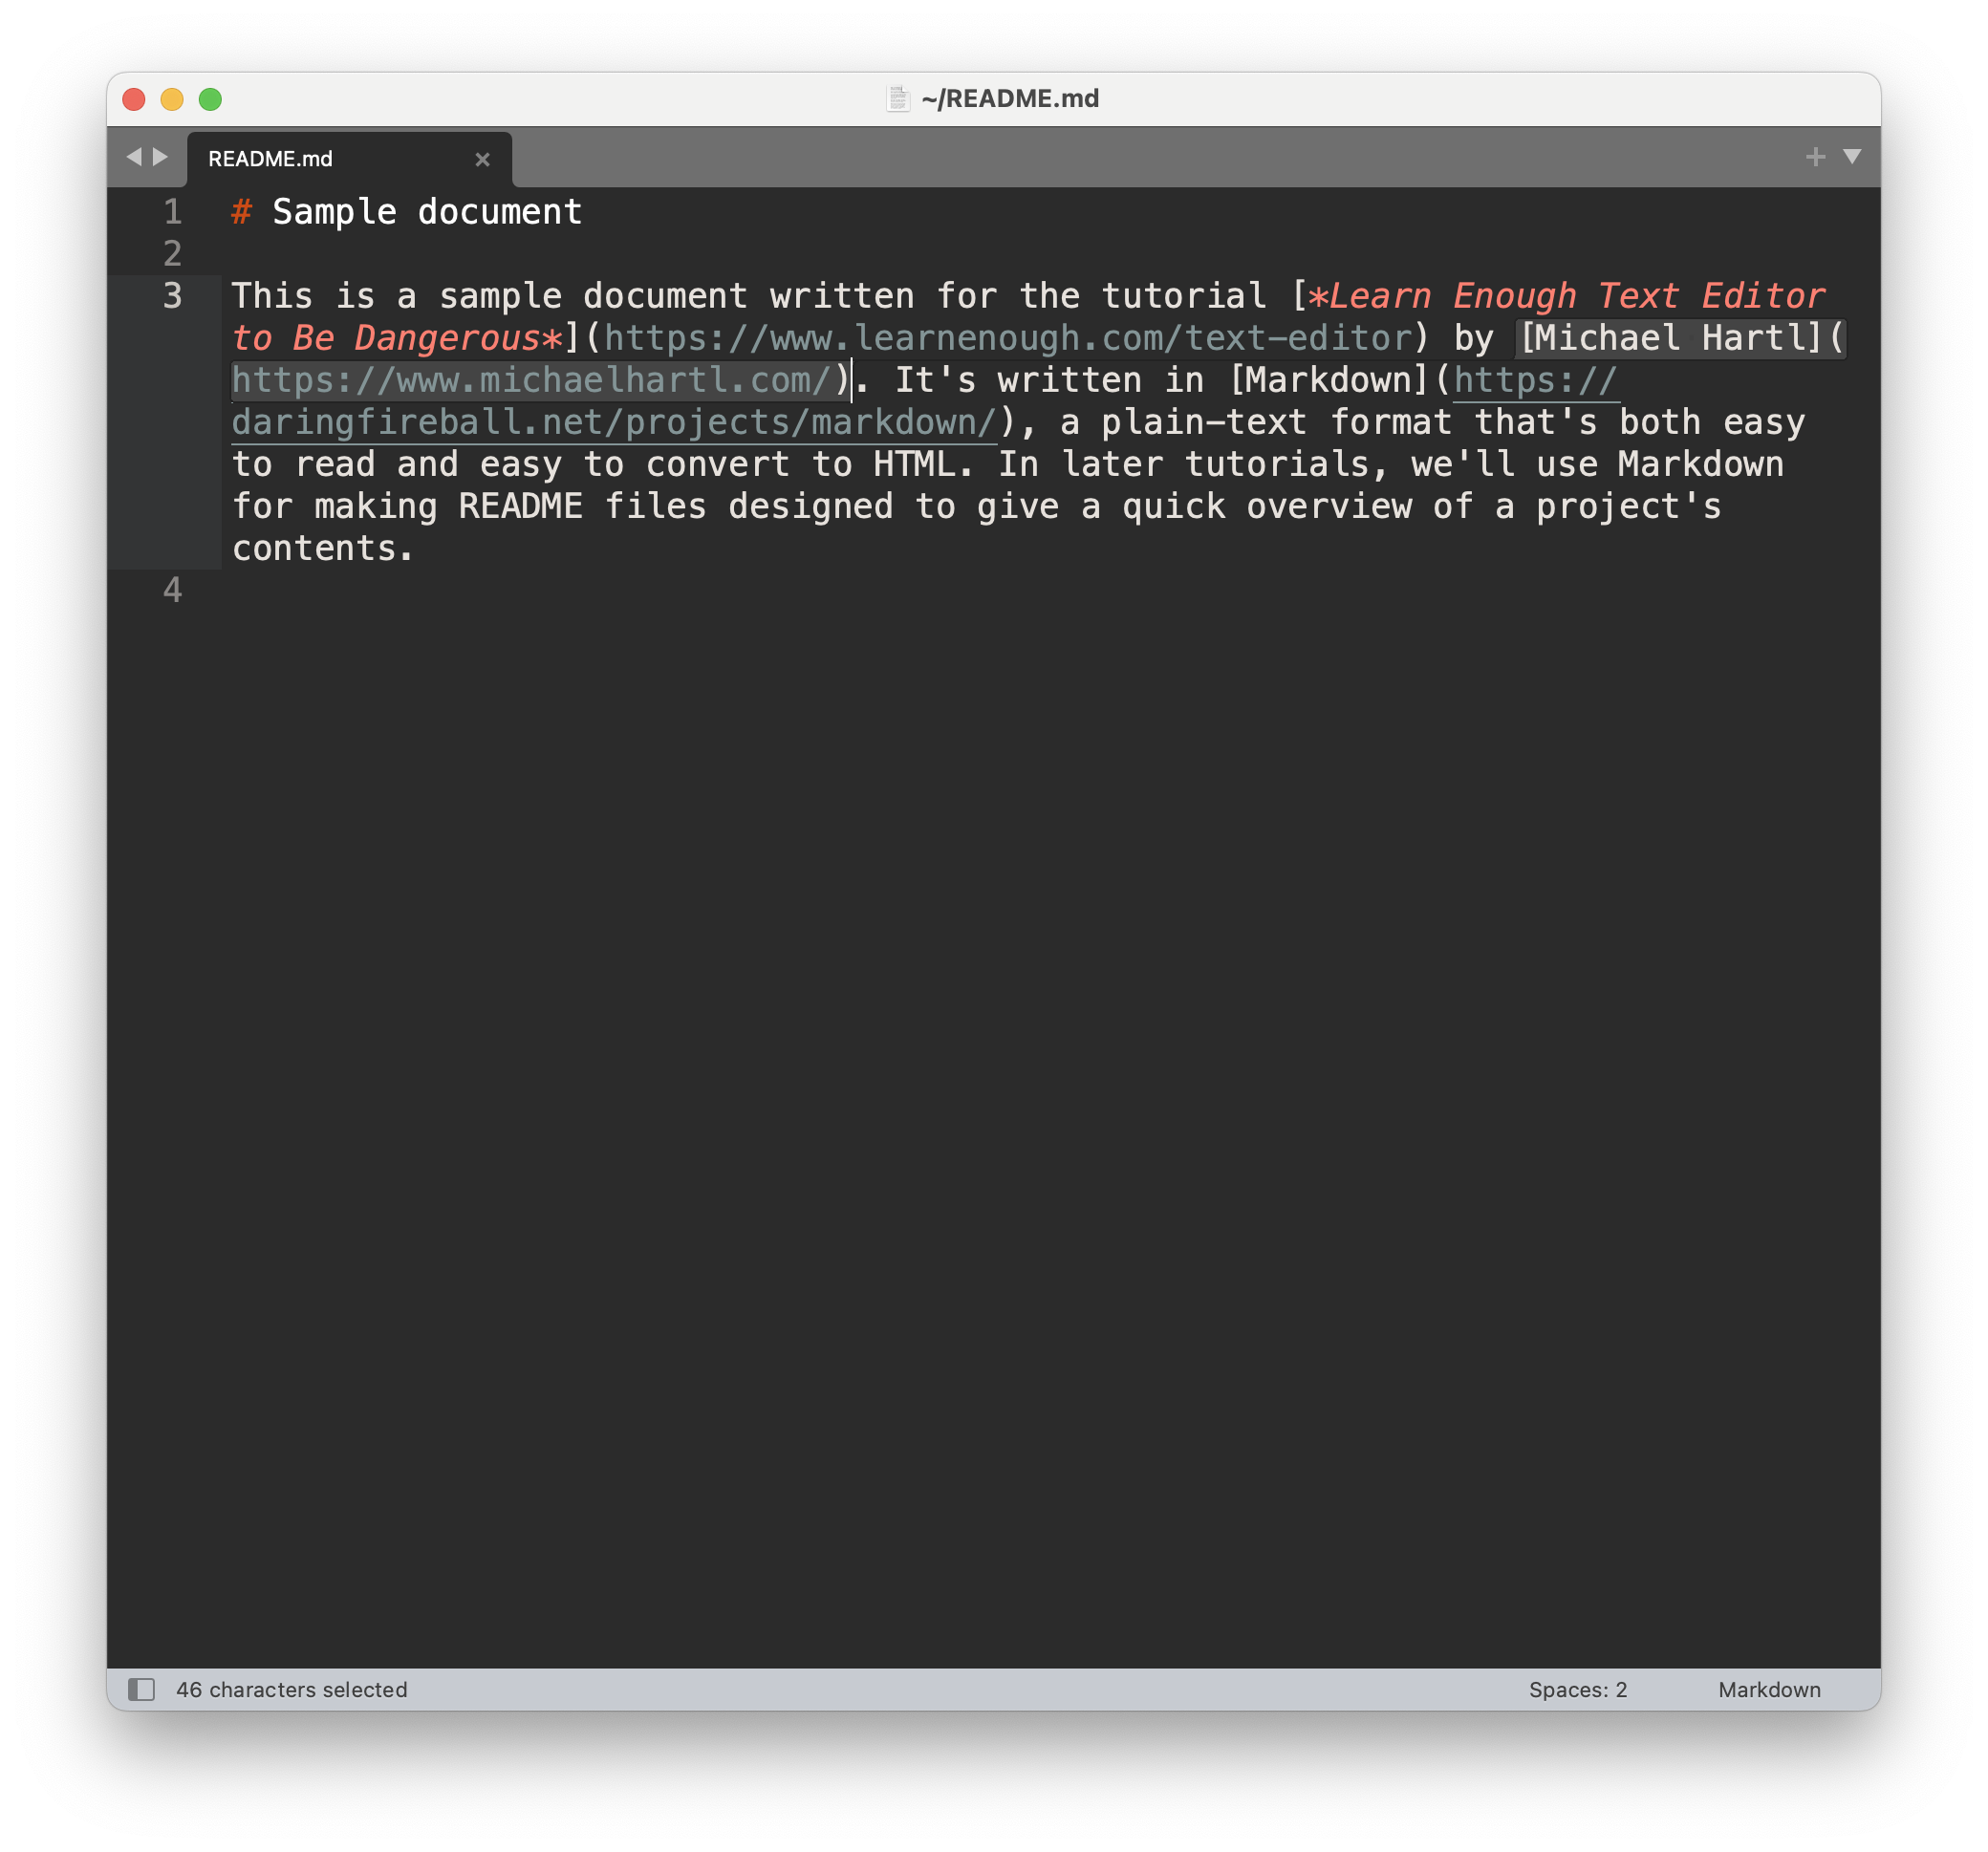 ~/README.md
README.md
1 # Sample document
2
3 This is a sample document written for the tutorial [*Learn Enough Text Editor
to Be Dangerous*](https://www.learnenough.com/text-editor) by [Michael Hartl](
https://www.michaelhartl.com/). It's written in [Markdown](https://
daringfireball.net/projects/markdown/), a plain-text format that's both easy
to read and easy to convert to HTML. In later tutorials, we'll use Markdown
for making README files designed to give a quick overview of a project's
contents.
4
46 characters selected Spaces: 2 Markdown